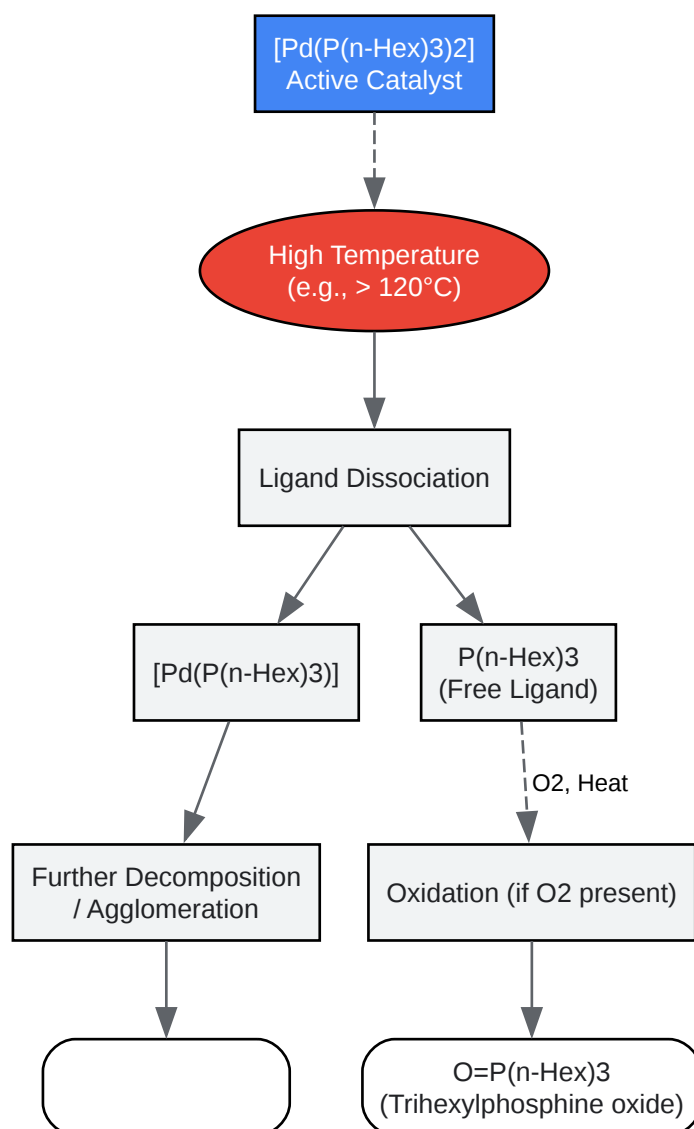 [Pd(P(n-Hex)3)2]
Active Catalyst
High Temperature
(e.g., > 120°C)
Ligand Dissociation
[Pd(P(n-Hex)3)]
P(n-Hex)3
(Free Ligand)
O2, Heat
Further Decomposition
/ Agglomeration
Oxidation (if O2 present)
O=P(n-Hex)3
(Trihexylphosphine oxide)